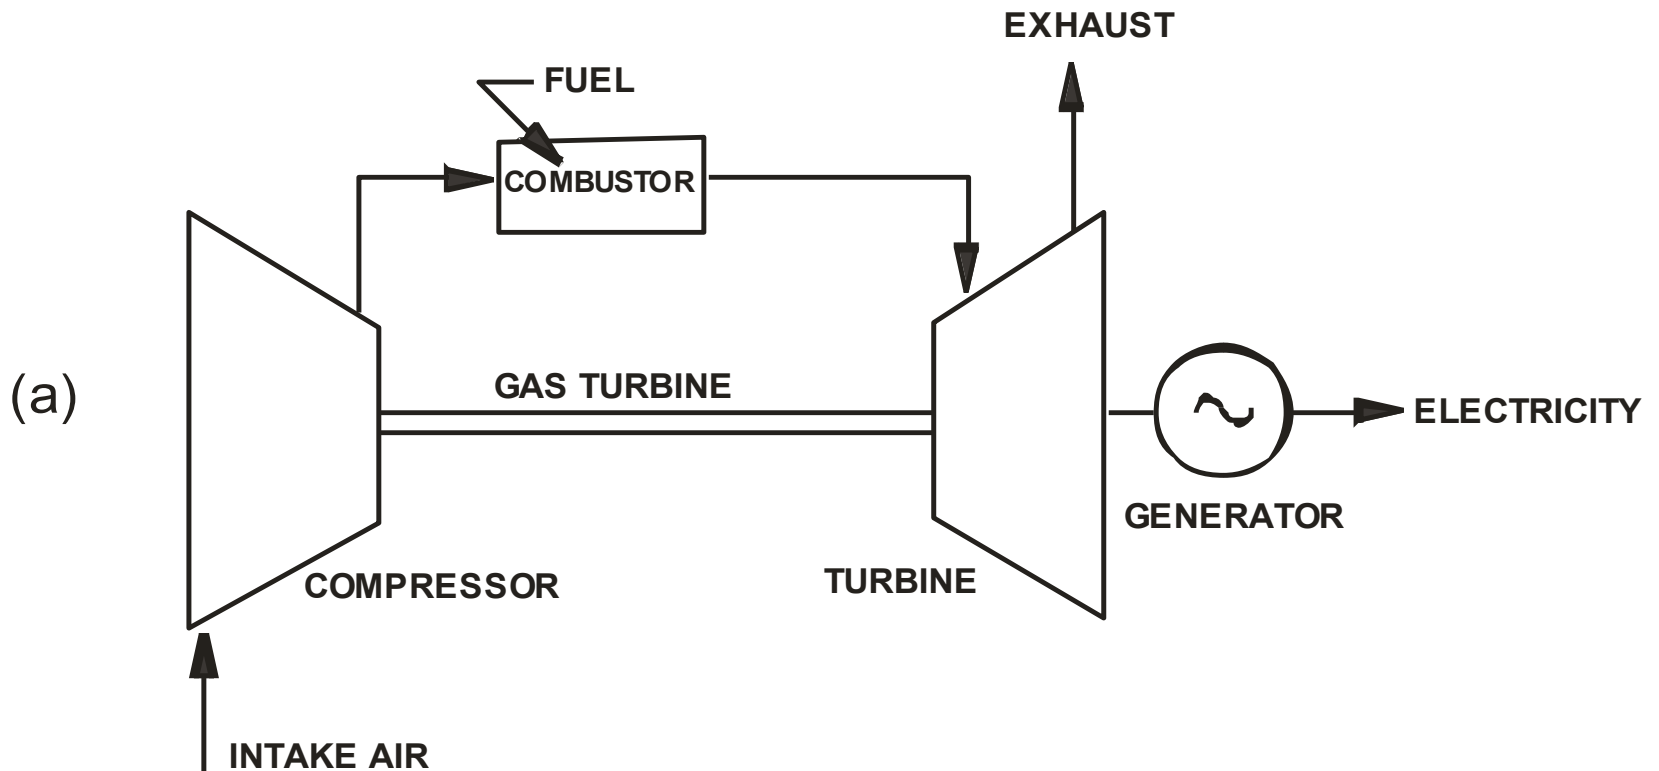 EXHAUST
FUEL
COMBUSTOR
(a)
GAS TURBINE
ELECTRICITY
GENERATOR
COMPRESSOR
TURBINE
INTAKE AIR